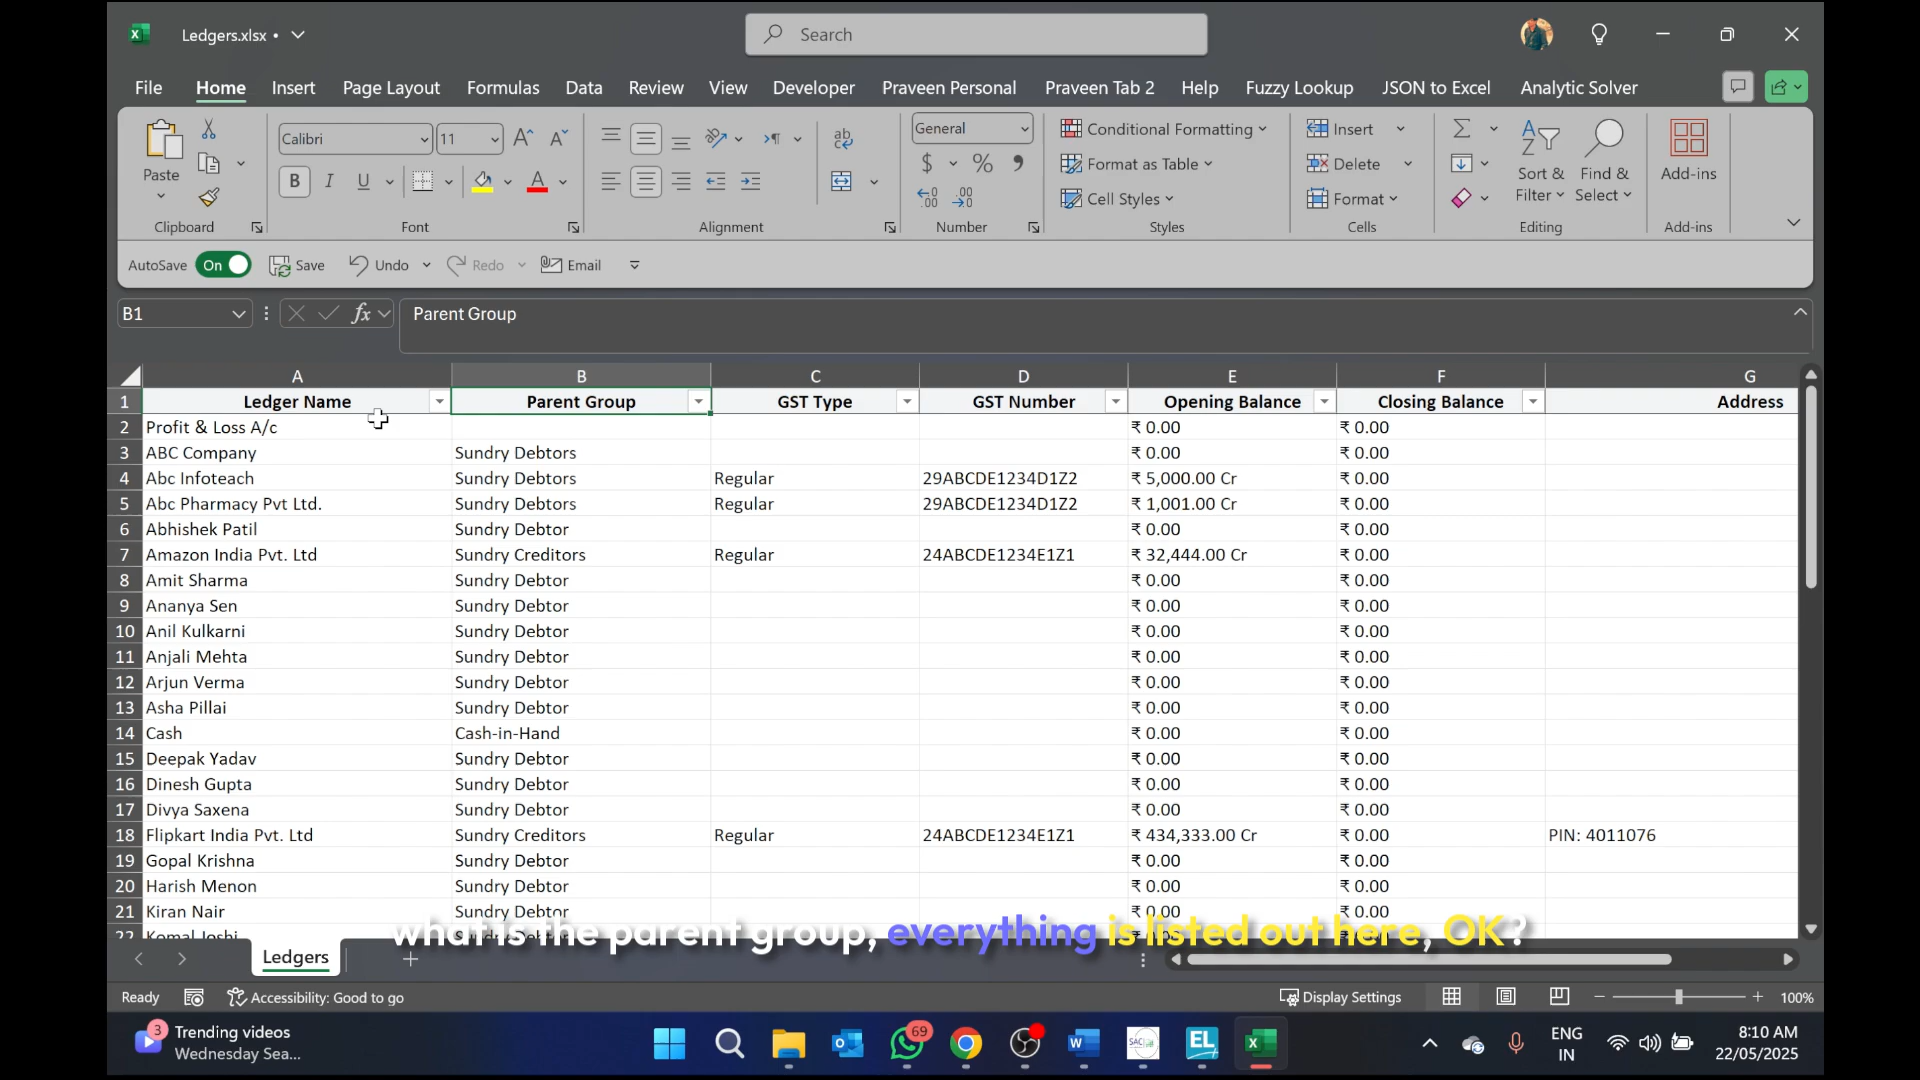 Ledgers.xlsx •
Search
File Home Insert Page Layout Formulas Data Review View Developer Praveen Personal Praveen Tab 2 Help Fuzzy Lookup JSON to Excel Analytic Solver
Paste
Clipboard
Calibri 11
B I U
Font
Alignment
General
$ % ,
Number
Conditional Formatting
Format as Table
Cell Styles
Styles
Insert
Delete
Format
Cells
Sort & Filter
Find & Select
Editing
Add-ins
Add-ins
AutoSave On Save Undo Redo Email
B1 fx Parent Group
A B C D E F G
1 Ledger Name Parent Group GST Type GST Number Opening Balance Closing Balance Address
2 Profit & Loss A/c ₹ 0.00 ₹ 0.00
3 ABC Company Sundry Debtors ₹ 0.00 ₹ 0.00
4 Abc Infoteach Sundry Debtors Regular 29ABCDE1234D1Z2 ₹ 5,000.00 Cr ₹ 0.00
5 Abc Pharmacy Pvt Ltd. Sundry Debtors Regular 29ABCDE1234D1Z2 ₹ 1,001.00 Cr ₹ 0.00
6 Abhishek Patil Sundry Debtor ₹ 0.00 ₹ 0.00
7 Amazon India Pvt. Ltd Sundry Creditors Regular 24ABCDE1234E1Z1 ₹ 32,444.00 Cr ₹ 0.00
8 Amit Sharma Sundry Debtor ₹ 0.00 ₹ 0.00
9 Ananya Sen Sundry Debtor ₹ 0.00 ₹ 0.00
10 Anil Kulkarni Sundry Debtor ₹ 0.00 ₹ 0.00
11 Anjali Mehta Sundry Debtor ₹ 0.00 ₹ 0.00
12 Arjun Verma Sundry Debtor ₹ 0.00 ₹ 0.00
13 Asha Pillai Sundry Debtor ₹ 0.00 ₹ 0.00
14 Cash Cash-in-Hand ₹ 0.00 ₹ 0.00
15 Deepak Yadav Sundry Debtor ₹ 0.00 ₹ 0.00
16 Dinesh Gupta Sundry Debtor ₹ 0.00 ₹ 0.00
17 Divya Saxena Sundry Debtor ₹ 0.00 ₹ 0.00
18 Flipkart India Pvt. Ltd Sundry Creditors Regular 24ABCDE1234E1Z1 ₹ 434,333.00 Cr ₹ 0.00 PIN: 4011076
19 Gopal Krishna Sundry Debtor ₹ 0.00 ₹ 0.00
20 Harish Menon Sundry Debtor ₹ 0.00 ₹ 0.00
21 Kiran Nair Sundry Debtor ₹ 0.00 ₹ 0.00
22 Komal Joshi
what is the parent group, everything is listed out here, OK?
Ledgers
Ready Accessibility: Good to go Display Settings 100%
3 Trending videos
Wednesday Sea...
69
SAC
EL
ENG
IN
8:10 AM
22/05/2025